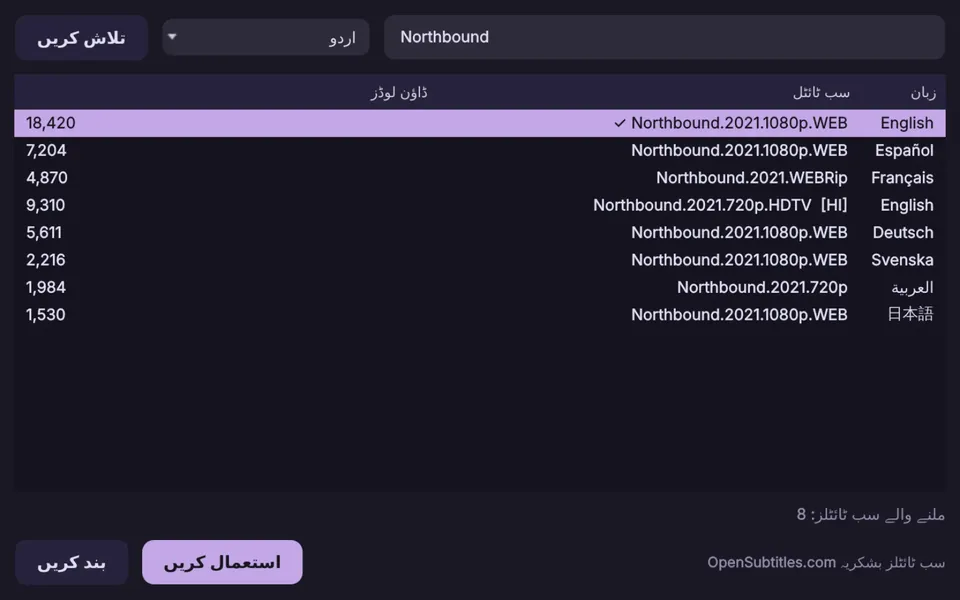 Northbound
اردو
تلاش کریں
زبان سب ٹائٹل ڈاؤن لوڈز
English Northbound.2021.1080p.WEB ✓ 18,420
Español Northbound.2021.1080p.WEB 7,204
Français Northbound.2021.WEBRip 4,870
English Northbound.2021.720p.HDTV [HI] 9,310
Deutsch Northbound.2021.1080p.WEB 5,611
Svenska Northbound.2021.1080p.WEB 2,216
العربية Northbound.2021.720p 1,984
日本語 Northbound.2021.1080p.WEB 1,530
ملنے والے سب ٹائٹلز: 8
سب ٹائٹلز بشکریہ OpenSubtitles.com
استعمال کریں
بند کریں